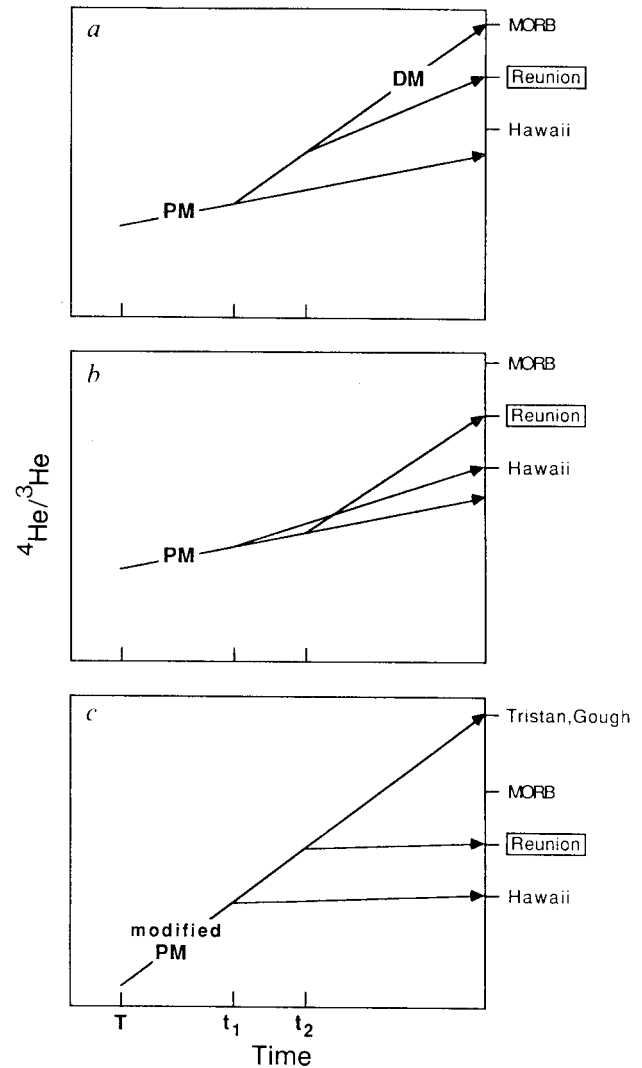 a
MORB
DM
Reunion
Hawaii
PM
b
MORB
Reunion
Hawaii
PM
⁴He/³He
c
Tristan,Gough
MORB
Reunion
Hawaii
modified
PM
T t₁ t₂
Time